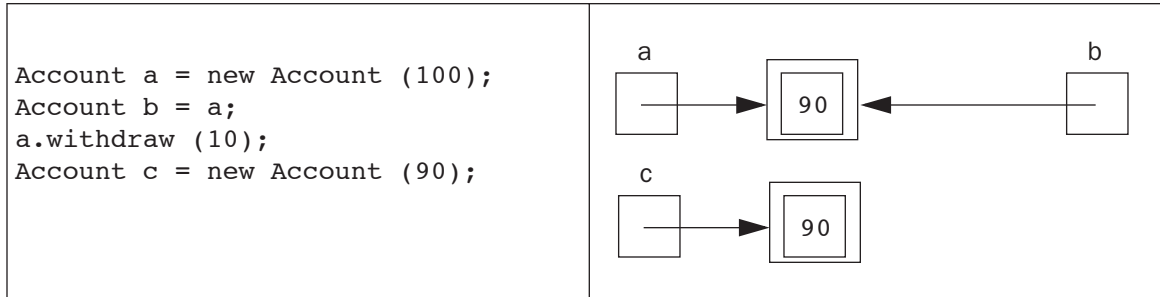 Account a = new Account (100);
Account b = a;
a.withdraw (10);
Account c = new Account (90);
a
b
90
c
90